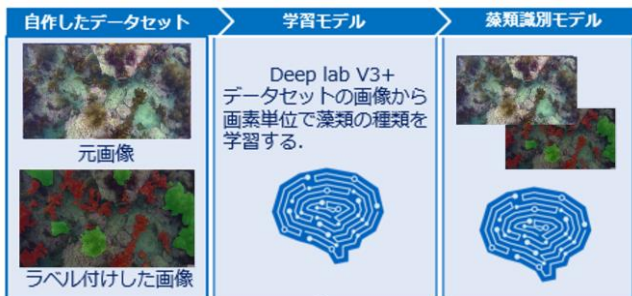 自作したデータセット
学習モデル
藻類識別モデル
元画像
ラベル付けした画像
Deep lab V3+
データセットの画像から
画素単位で藻類の種類を
学習する.